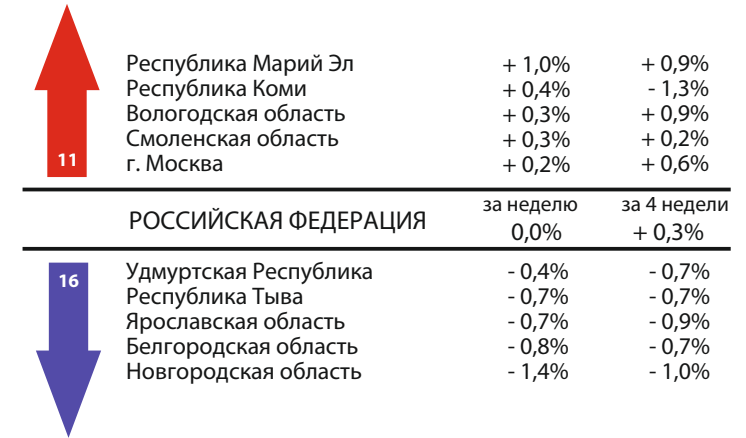 Республика Марий Эл + 1,0% + 0,9%
Республика Коми + 0,4% - 1,3%
Вологодская область + 0,3% + 0,9%
Смоленская область + 0,3% + 0,2%
11 г. Москва + 0,2% + 0,6%
за неделю за 4 недели
РОССИЙСКАЯ ФЕДЕРАЦИЯ 0,0% + 0,3%
16 Удмуртская Республика - 0,4% - 0,7%
Республика Тыва - 0,7% - 0,7%
Ярославская область - 0,7% - 0,9%
Белгородская область - 0,8% - 0,7%
Новгородская область - 1,4% - 1,0%